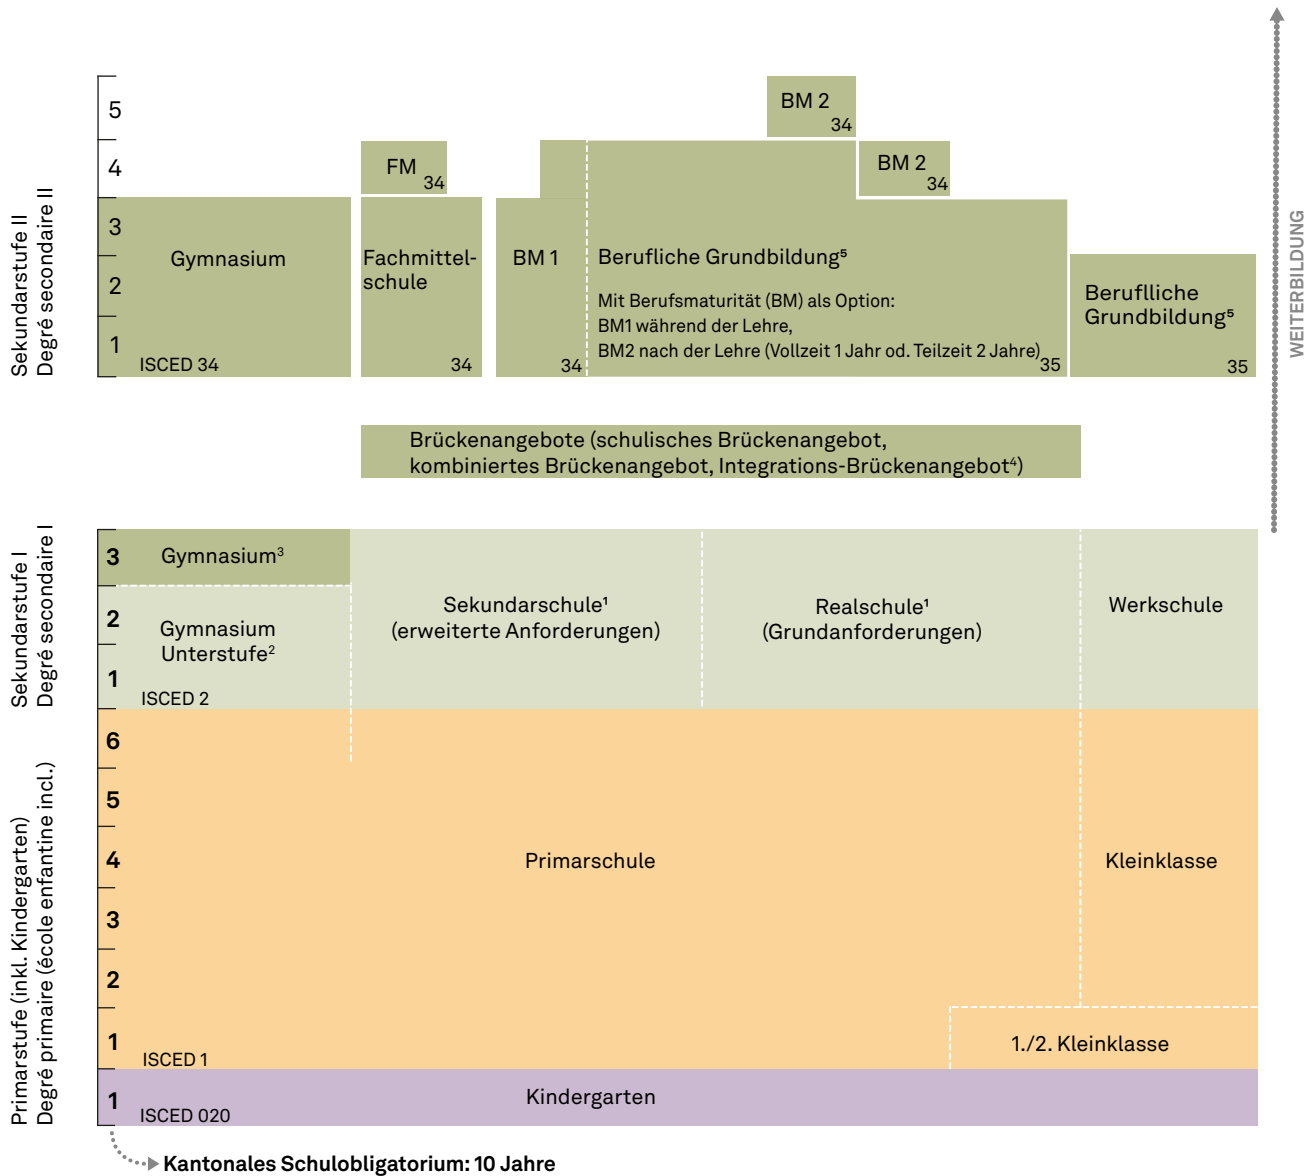 WEITERBILDUNG
Sekundarstufe II
Degré secondaire II
5
4
3
2
1
BM 2
34
FM
34
BM 2
34
Gymnasium
ISCED 34
Fachmittel-
schule
34
BM 1
34
Berufliche Grundbildung⁵
Mit Berufsmaturität (BM) als Option:
BM1 während der Lehre,
BM2 nach der Lehre (Vollzeit 1 Jahr od. Teilzeit 2 Jahre)
35
Beruflliche
Grundbildung⁵
35
Brückenangebote (schulisches Brückenangebot,
kombiniertes Brückenangebot, Integrations-Brückenangebot⁴)
Sekundarstufe I
Degré secondaire I
3
2
1
Gymnasium³
Gymnasium
Unterstufe²
ISCED 2
Sekundarschule¹
(erweiterte Anforderungen)
Realschule¹
(Grundanforderungen)
Werkschule
Primarstufe (inkl. Kindergarten)
Degré primaire (école enfantine incl.)
6
5
4
3
2
1
Primarschule
Kleinklasse
1./2. Kleinklasse
ISCED 1
1
Kindergarten
ISCED 020
Kantonales Schulobligatorium: 10 Jahre